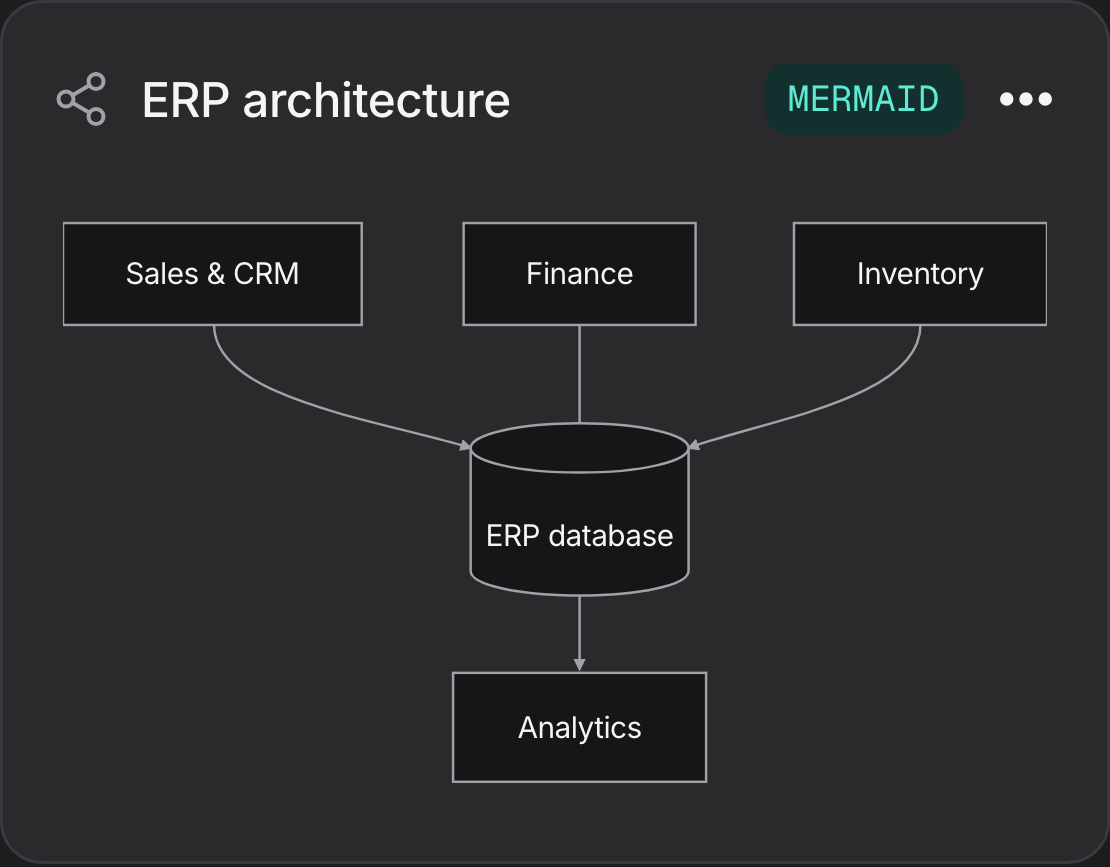 ERP architecture
MERMAID
Sales & CRM
Finance
Inventory
ERP database
Analytics